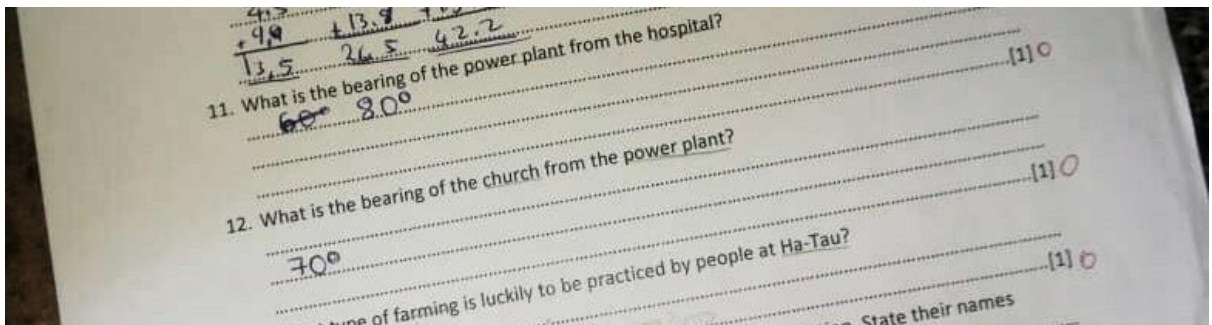 4.5
+ 9,9 + 13.8
13,5 26.5 42.2
11. What is the bearing of the power plant from the hospital?
60° 80°
[1] 0
12. What is the bearing of the church from the power plant?
70°
[1] 0
type of farming is luckily to be practiced by people at Ha-Tau?
[1] 0
State their names